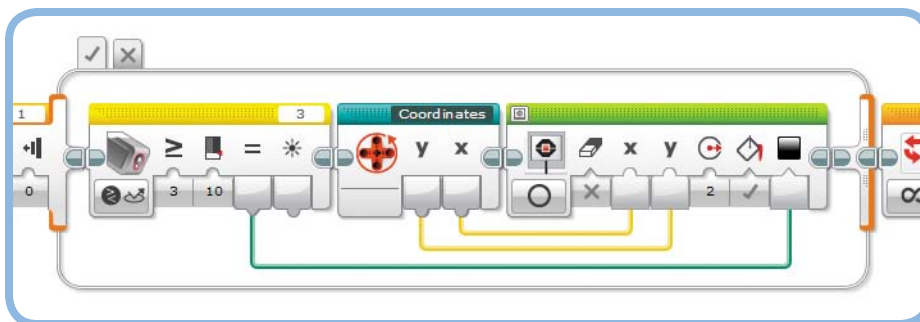 1
3
Coordinates
≥ = y x x y
0
3 10 2